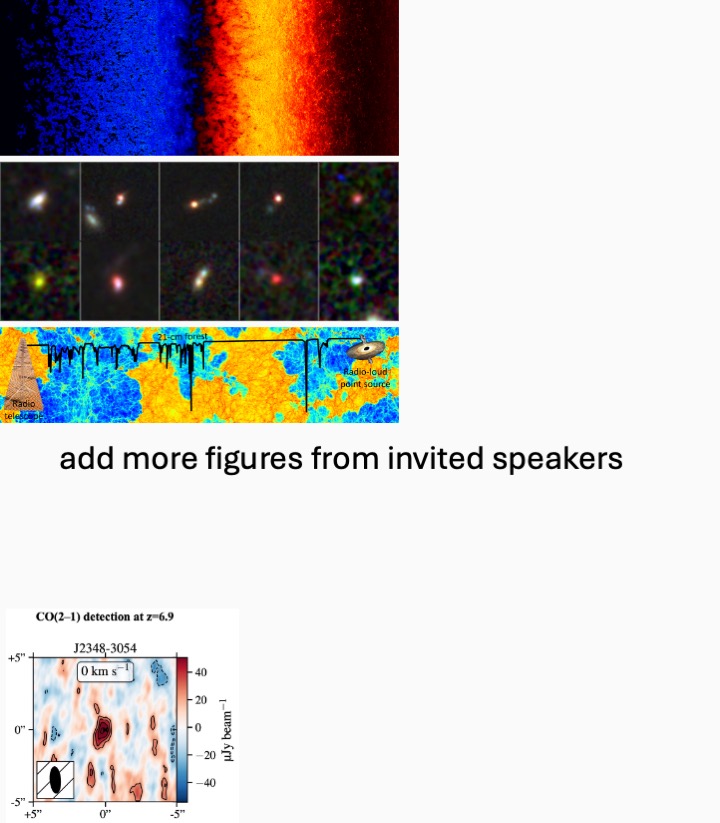 21-cm forest
Radio-loud
point source
Radio
telescope
add more figures from invited speakers
CO(2–1) detection at z=6.9
J2348-3054
+5"
0 km s−1
40
20
0"
0
−20
−40
μJy beam−1
-5"
+5"
0"
-5"